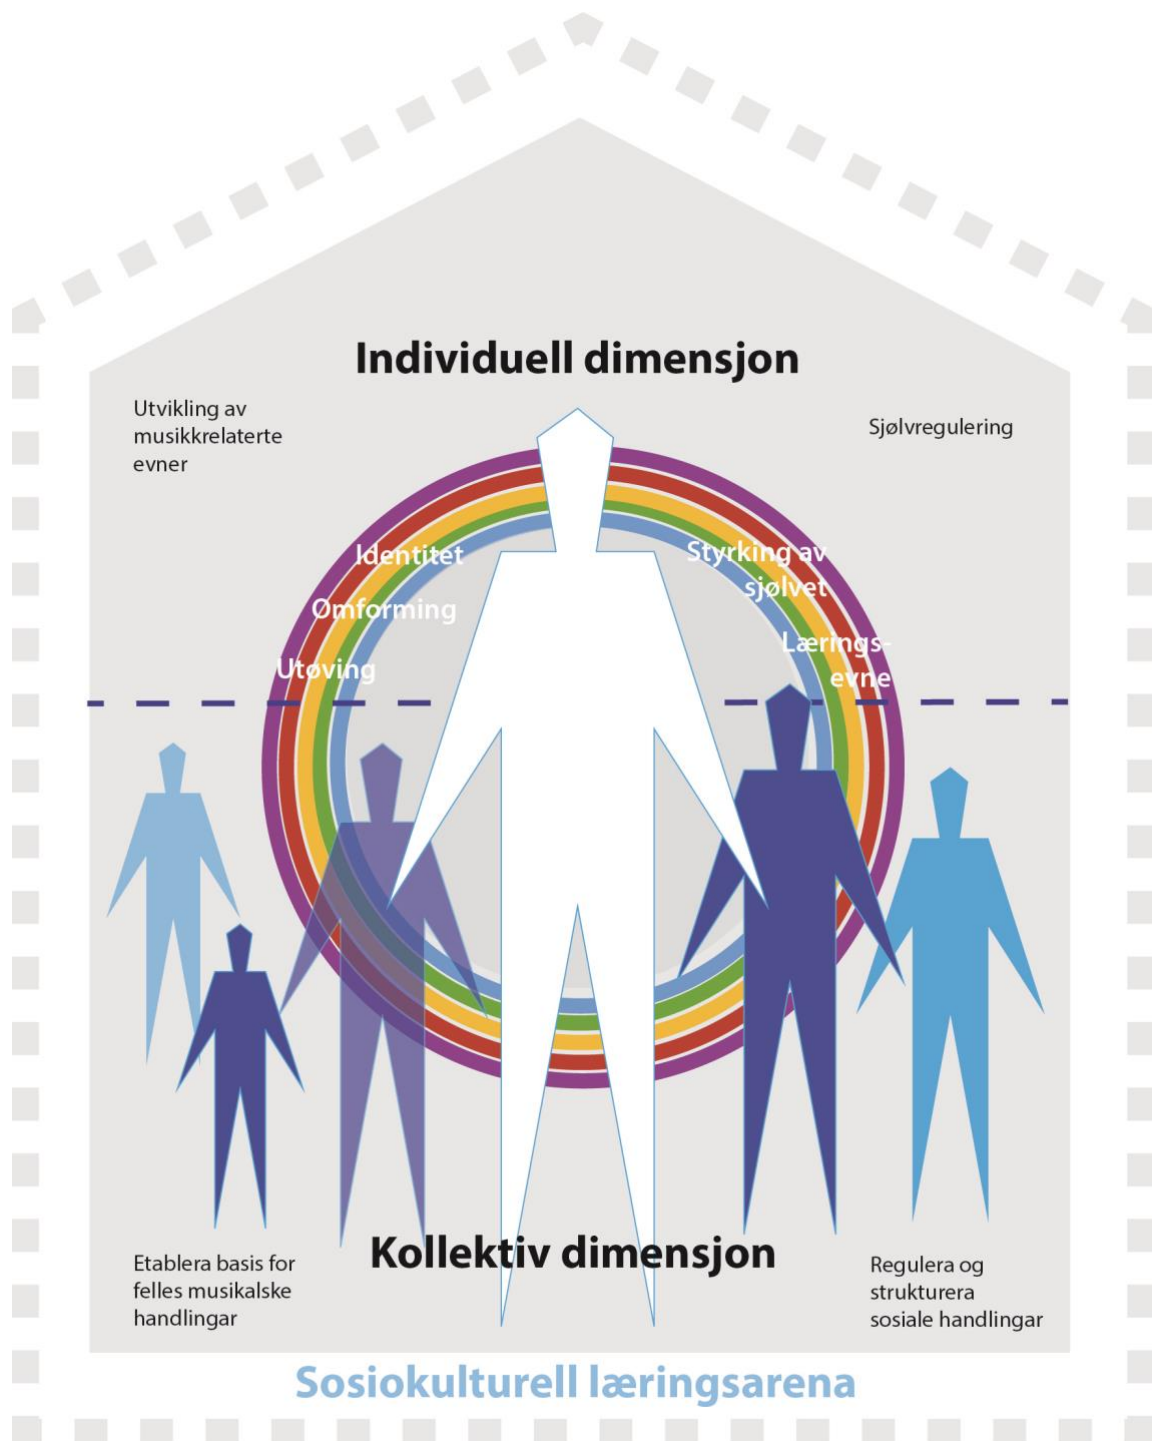 Individuell dimensjon
Utvikling av
musikkrelaterte
evner
Sjølvregulering
Identitet
Omforming
Utøving
Styrking av
sjølvet
Lærings-
evne
Etablera basis for
felles musikalske
handlingar
Kollektiv dimensjon
Regulera og
strukturera
sosiale handlingar
Sosiokulturell læringsarena